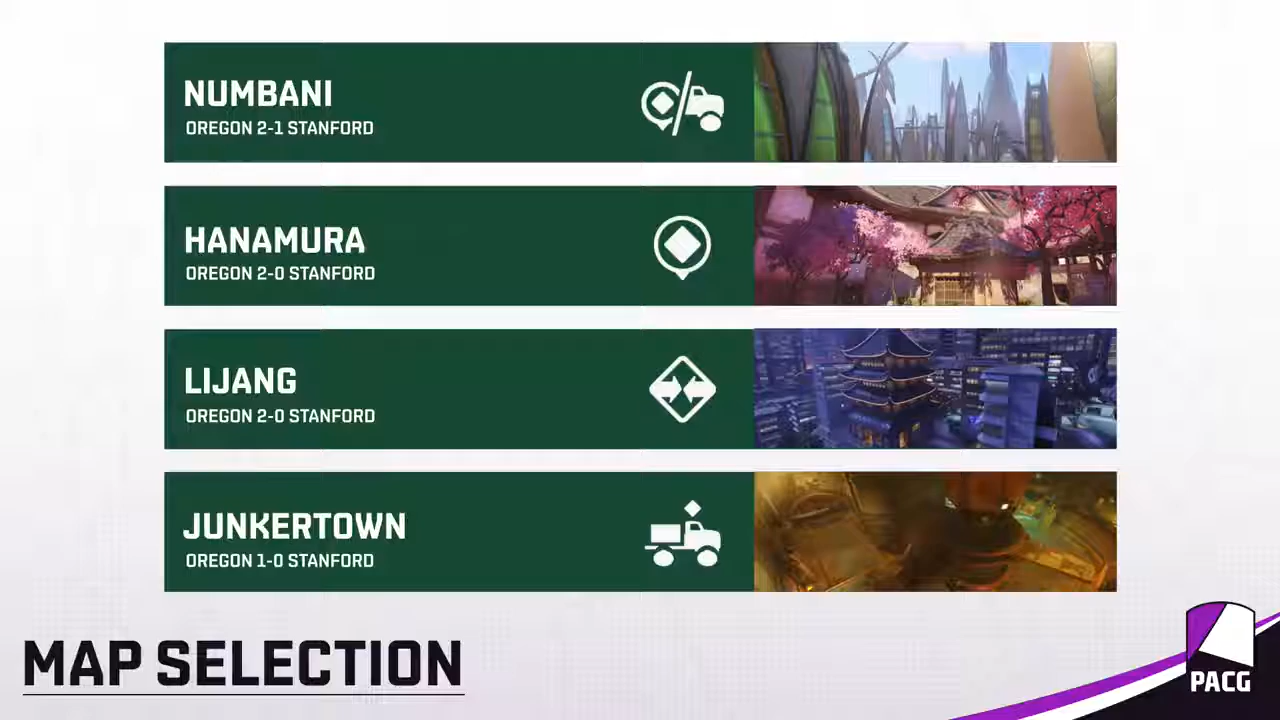 NUMBANI
OREGON 2-1 STANFORD
HANAMURA
OREGON 2-0 STANFORD
LIJANG
OREGON 2-0 STANFORD
JUNKERTOWN
OREGON 1-0 STANFORD
MAP SELECTION
PACG